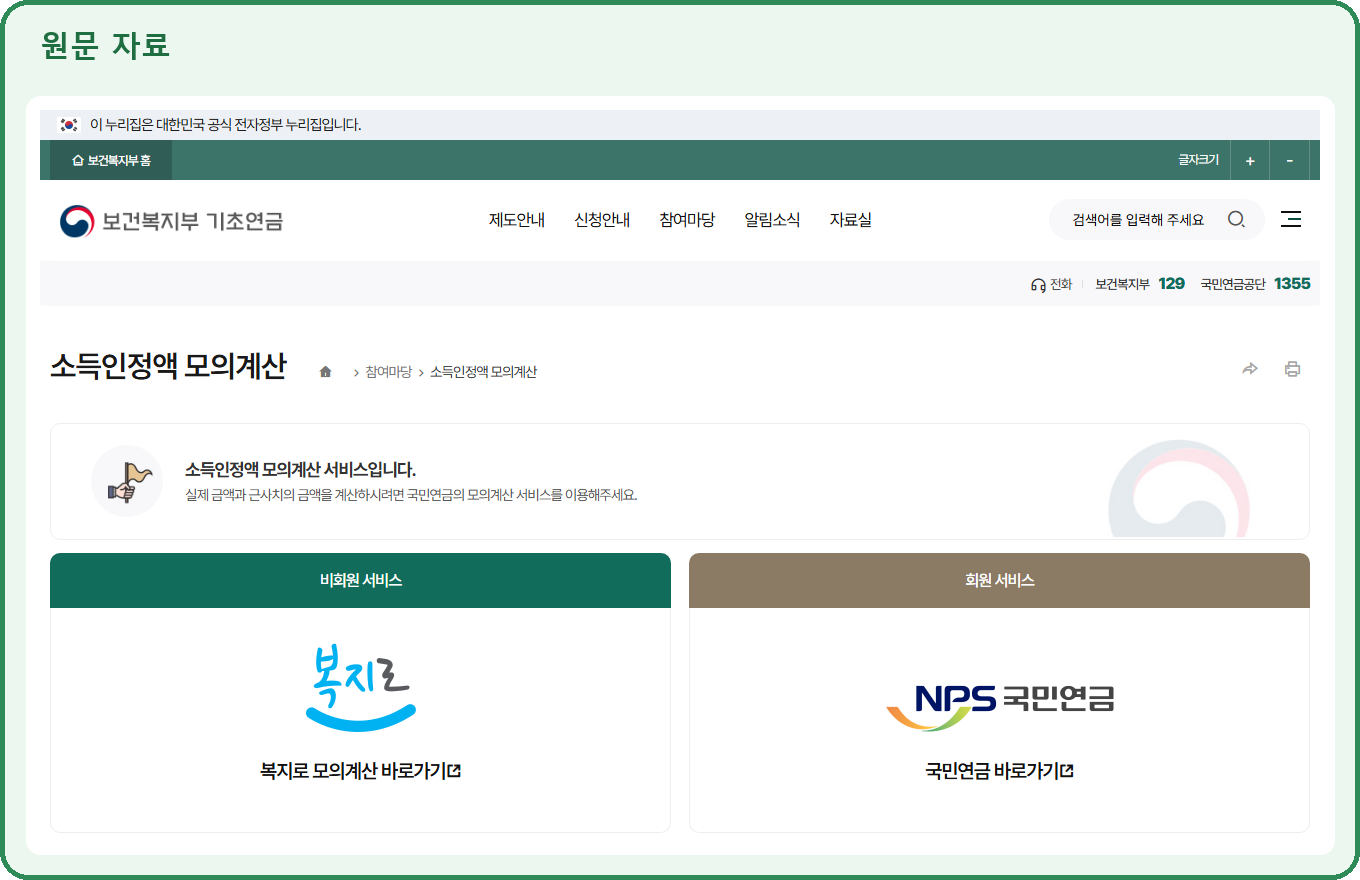 원문 자료
이 누리집은 대한민국 공식 전자정부 누리집입니다.
보건복지부 홈
글자크기 + -
보건복지부 기초연금
제도안내 신청안내 참여마당 알림소식 자료실
검색어를 입력해 주세요
전화 보건복지부 129 국민연금공단 1355
소득인정액 모의계산
> 참여마당 > 소득인정액 모의계산
소득인정액 모의계산 서비스입니다.
실제 금액과 근사치의 금액을 계산하시려면 국민연금의 모의계산 서비스를 이용해주세요.
비회원 서비스
복지로
복지로 모의계산 바로가기
회원 서비스
NPS 국민연금
국민연금 바로가기